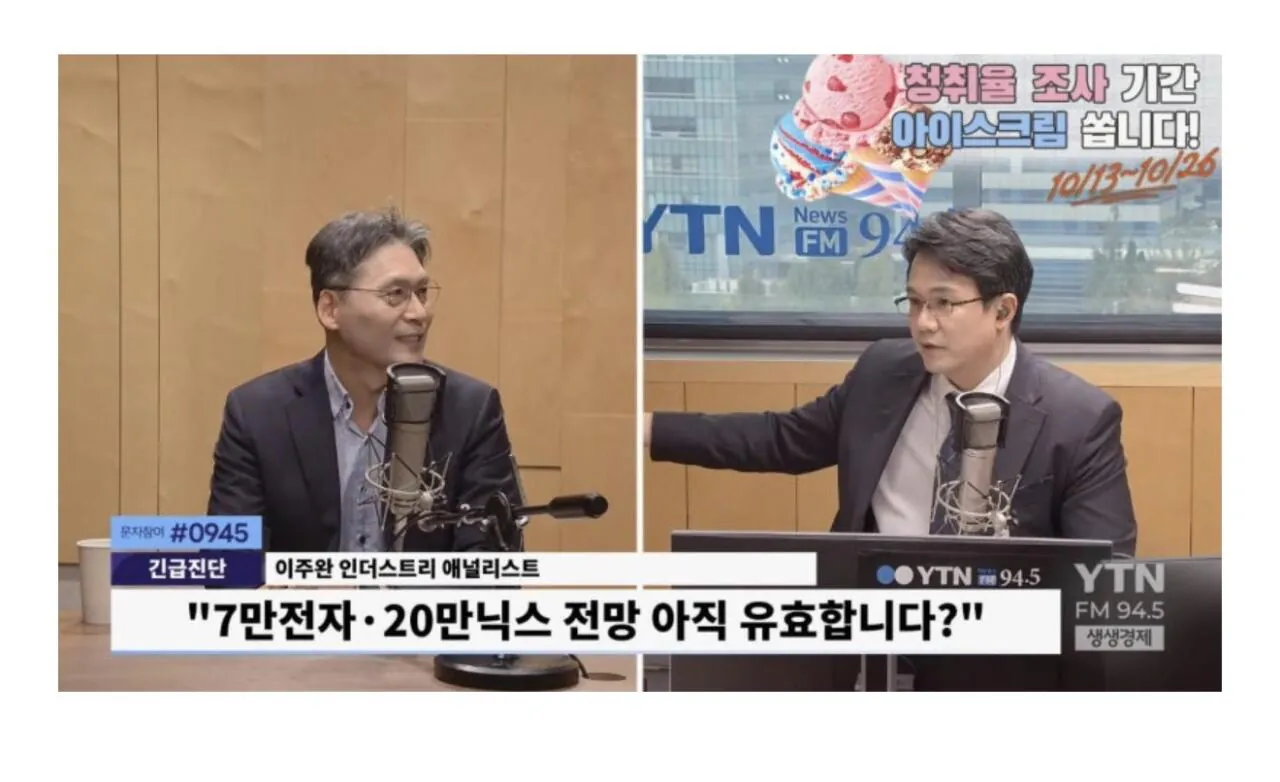 청취율 조사 기간
아이스크림 쏩니다!
10/13~10/26
YTN News FM 94
문자참여 #0945
긴급진단 이주완 인더스트리 애널리스트
"7만전자·20만닉스 전망 아직 유효합니다?"
YTN FM 94.5
YTN
FM 94.5
생생경제